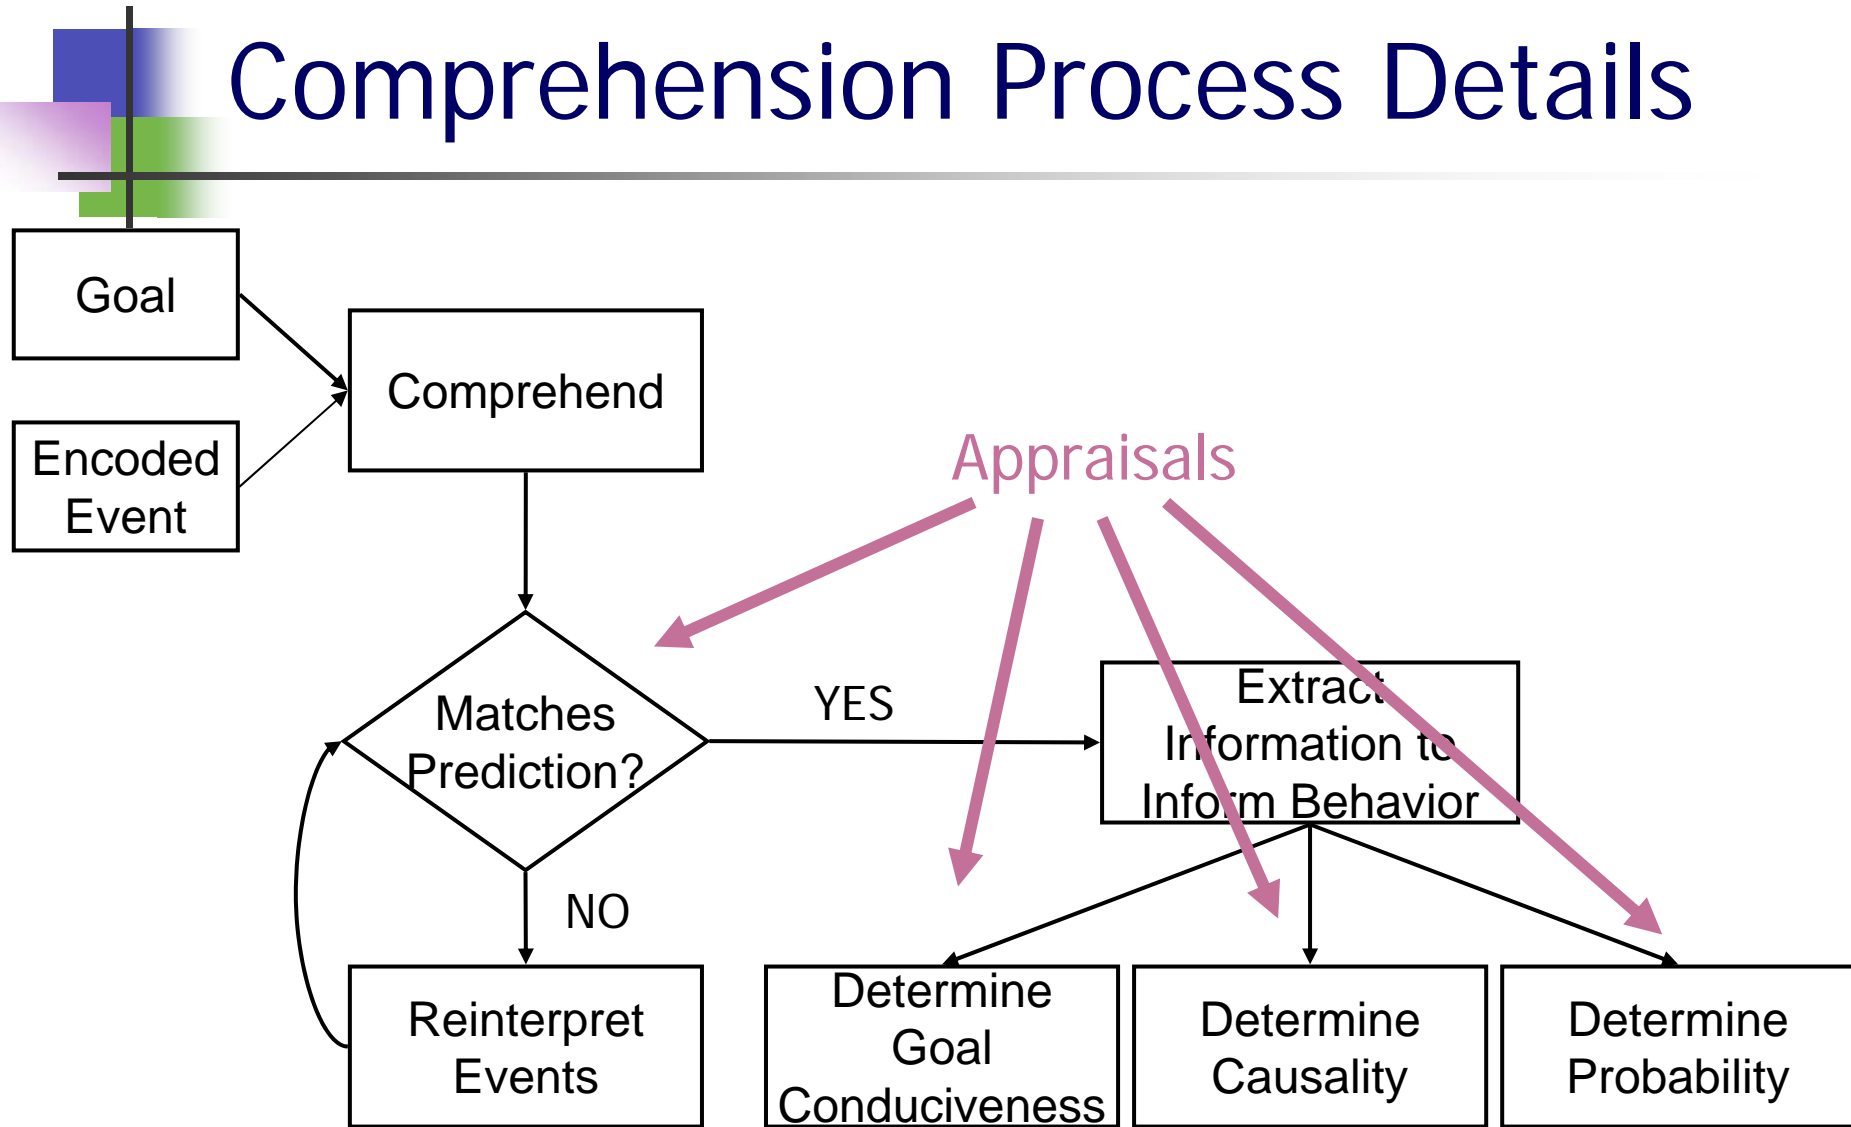 Comprehension Process Details
Goal
Comprehend
Encoded
Event
Appraisals
Matches
Prediction?
YES
Extract
Information to
Inform Behavior
NO
Reinterpret
Events
Determine
Goal
Conduciveness
Determine
Causality
Determine
Probability